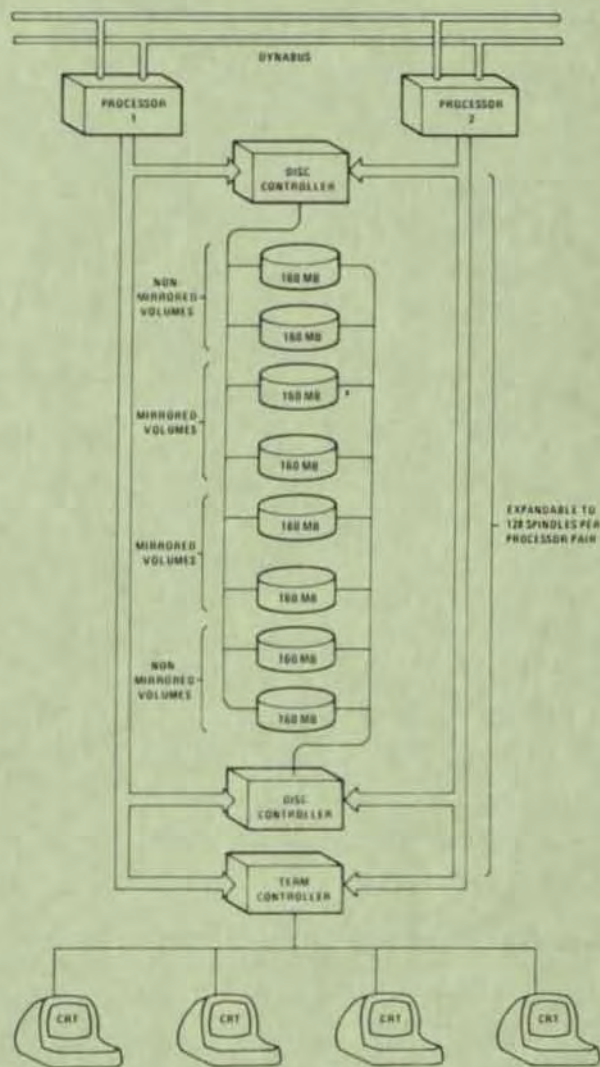 DYNABUS
PROCESSOR
1
PROCESSOR
2
DISC
CONTROLLER
NON
MIRRORED
VOLUMES
160 MB
160 MB
MIRRORED
VOLUMES
160 MB
160 MB
MIRRORED
VOLUMES
160 MB
160 MB
EXPANDABLE TO
128 SPINDLES PER
PROCESSOR PAIR
NON
MIRRORED
VOLUMES
160 MB
160 MB
DISC
CONTROLLER
TERM
CONTROLLER
CRT
CRT
CRT
CRT